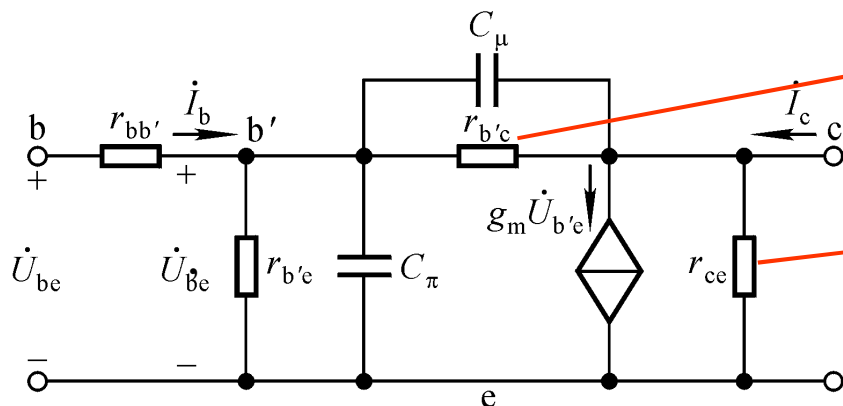 C_μ
İ_b
r_bb′
b
b′
r_b′c
İ_c
c
+
+
g_m U̇_b′e
U̇_be
U̇_b′e
r_b′e
C_π
r_ce
−
−
e